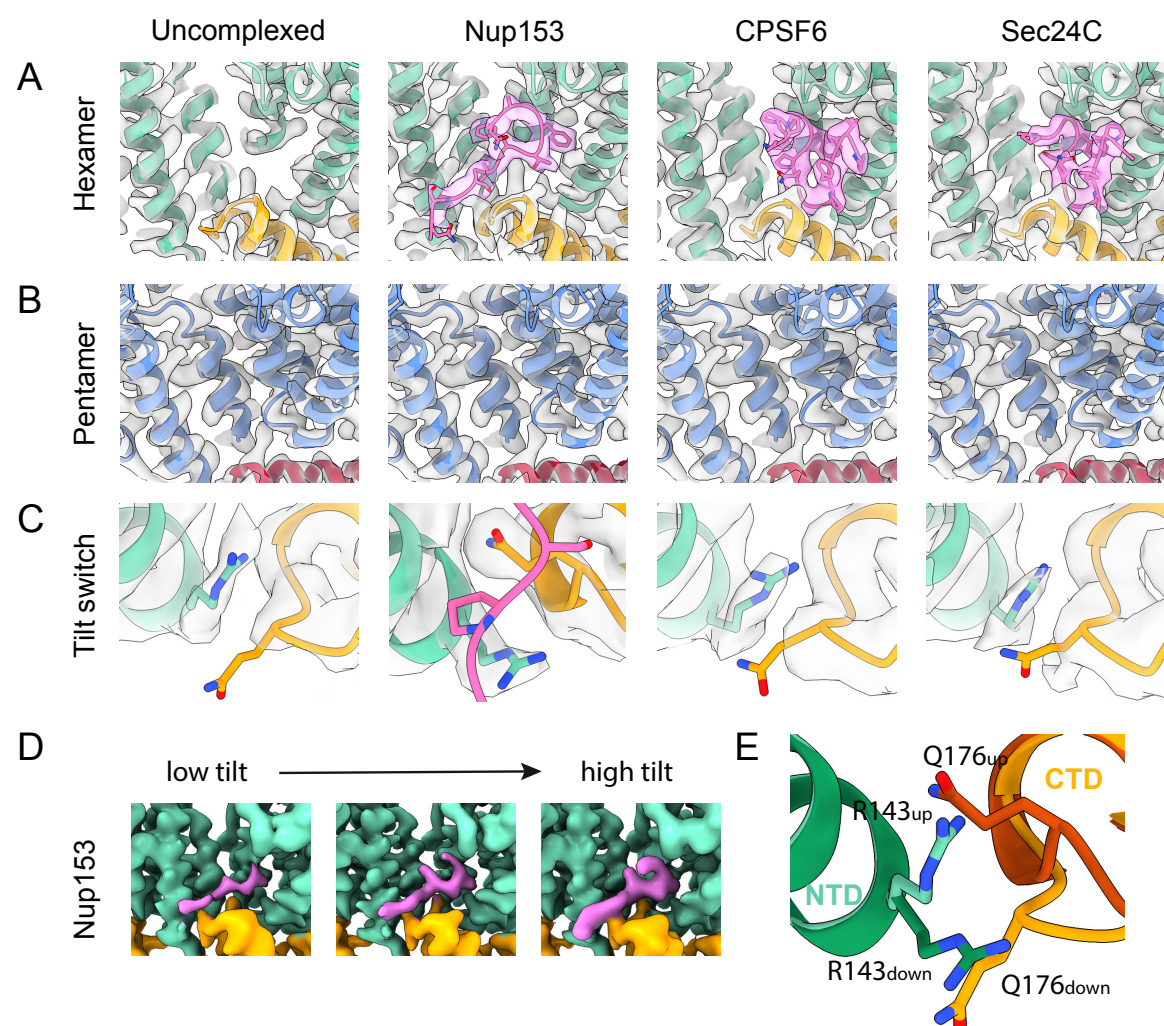 Uncomplexed Nup153 CPSF6 Sec24C
A
Hexamer
B
Pentamer
C
Tilt switch
D
low tilt high tilt
Nup153
E
Q176up
CTD
R143up
NTD
R143down
Q176down